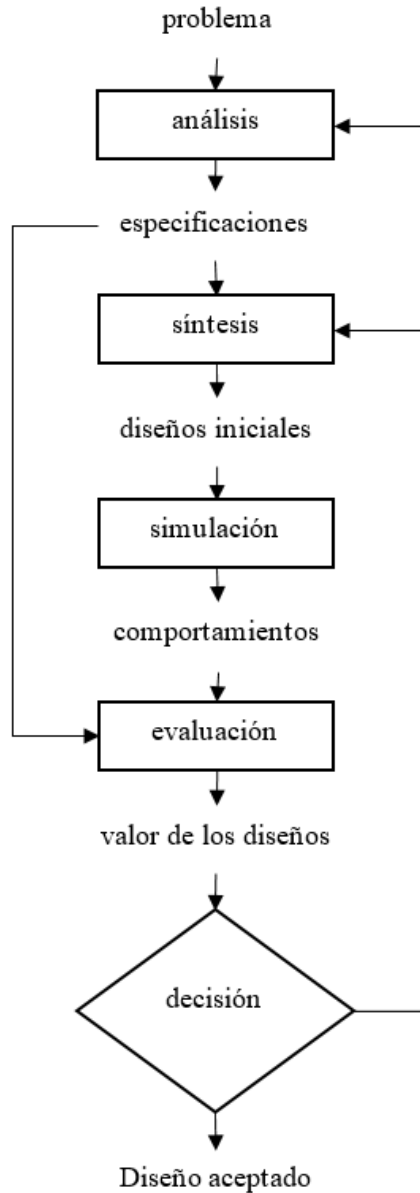 problema
análisis
especificaciones
síntesis
diseños iniciales
simulación
comportamientos
evaluación
valor de los diseños
decisión
Diseño aceptado